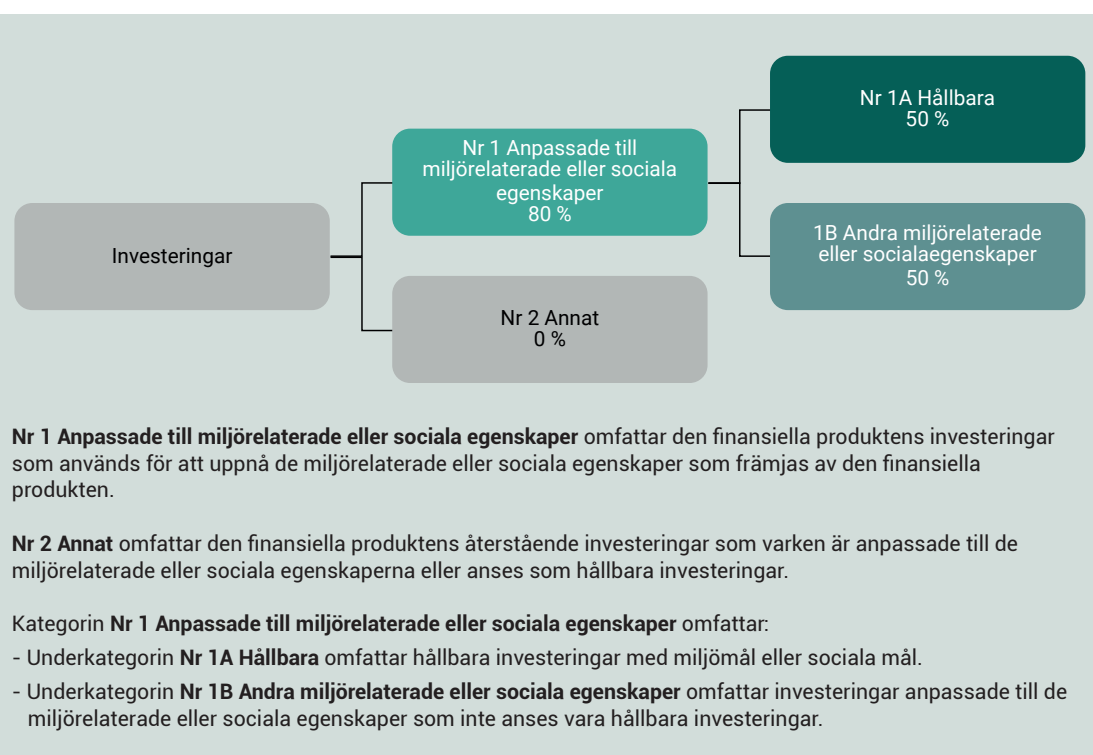 Nr 1A Hållbara
50 %
Nr 1 Anpassade till
miljörelaterade eller sociala
egenskaper
80 %
Investeringar
1B Andra miljörelaterade
eller socialaegenskaper
50 %
Nr 2 Annat
0 %
Nr 1 Anpassade till miljörelaterade eller sociala egenskaper omfattar den finansiella produktens investeringar
som används för att uppnå de miljörelaterade eller sociala egenskaper som främjas av den finansiella
produkten.
Nr 2 Annat omfattar den finansiella produktens återstående investeringar som varken är anpassade till de
miljörelaterade eller sociala egenskaperna eller anses som hållbara investeringar.
Kategorin Nr 1 Anpassade till miljörelaterade eller sociala egenskaper omfattar:
- Underkategorin Nr 1A Hållbara omfattar hållbara investeringar med miljömål eller sociala mål.
- Underkategorin Nr 1B Andra miljörelaterade eller sociala egenskaper omfattar investeringar anpassade till de
miljörelaterade eller sociala egenskaper som inte anses vara hållbara investeringar.